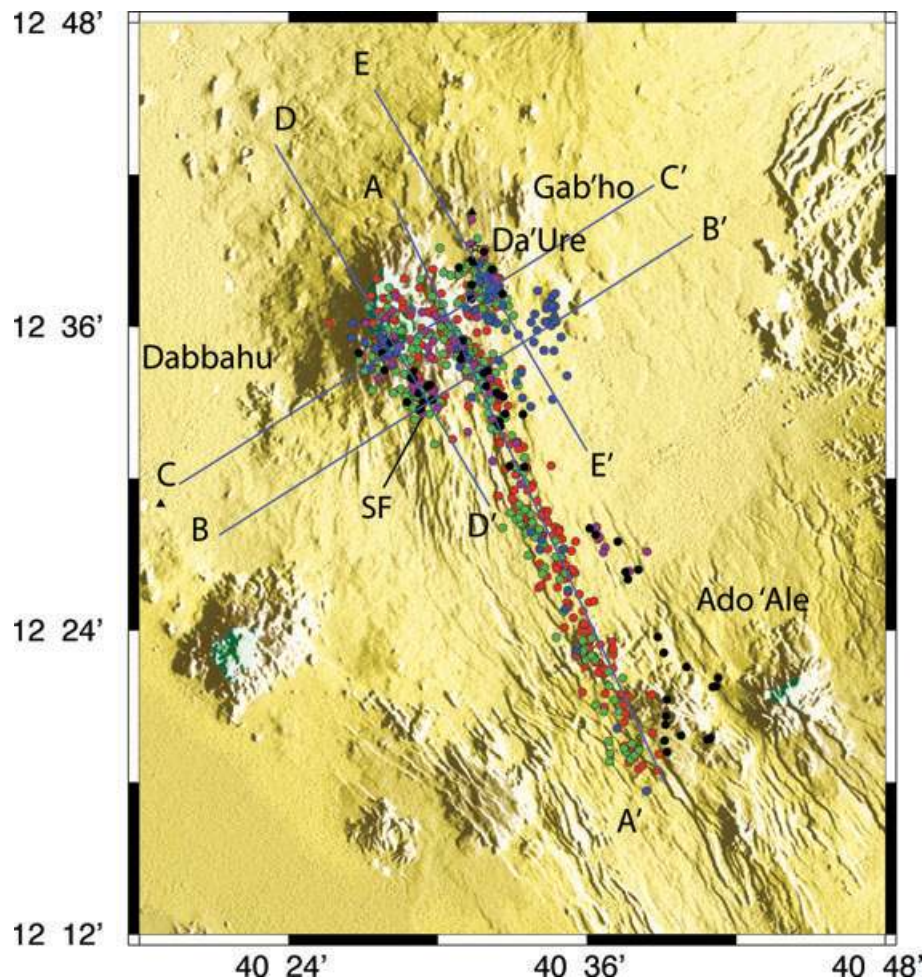 12 48'
E
D
A
Gab'ho
C'
Da'Ure
B'
12 36'
Dabbahu
C
E'
SF
B
D'
Ado 'Ale
12 24'
A'
12 12'
40 24'
40 36'
40 48'